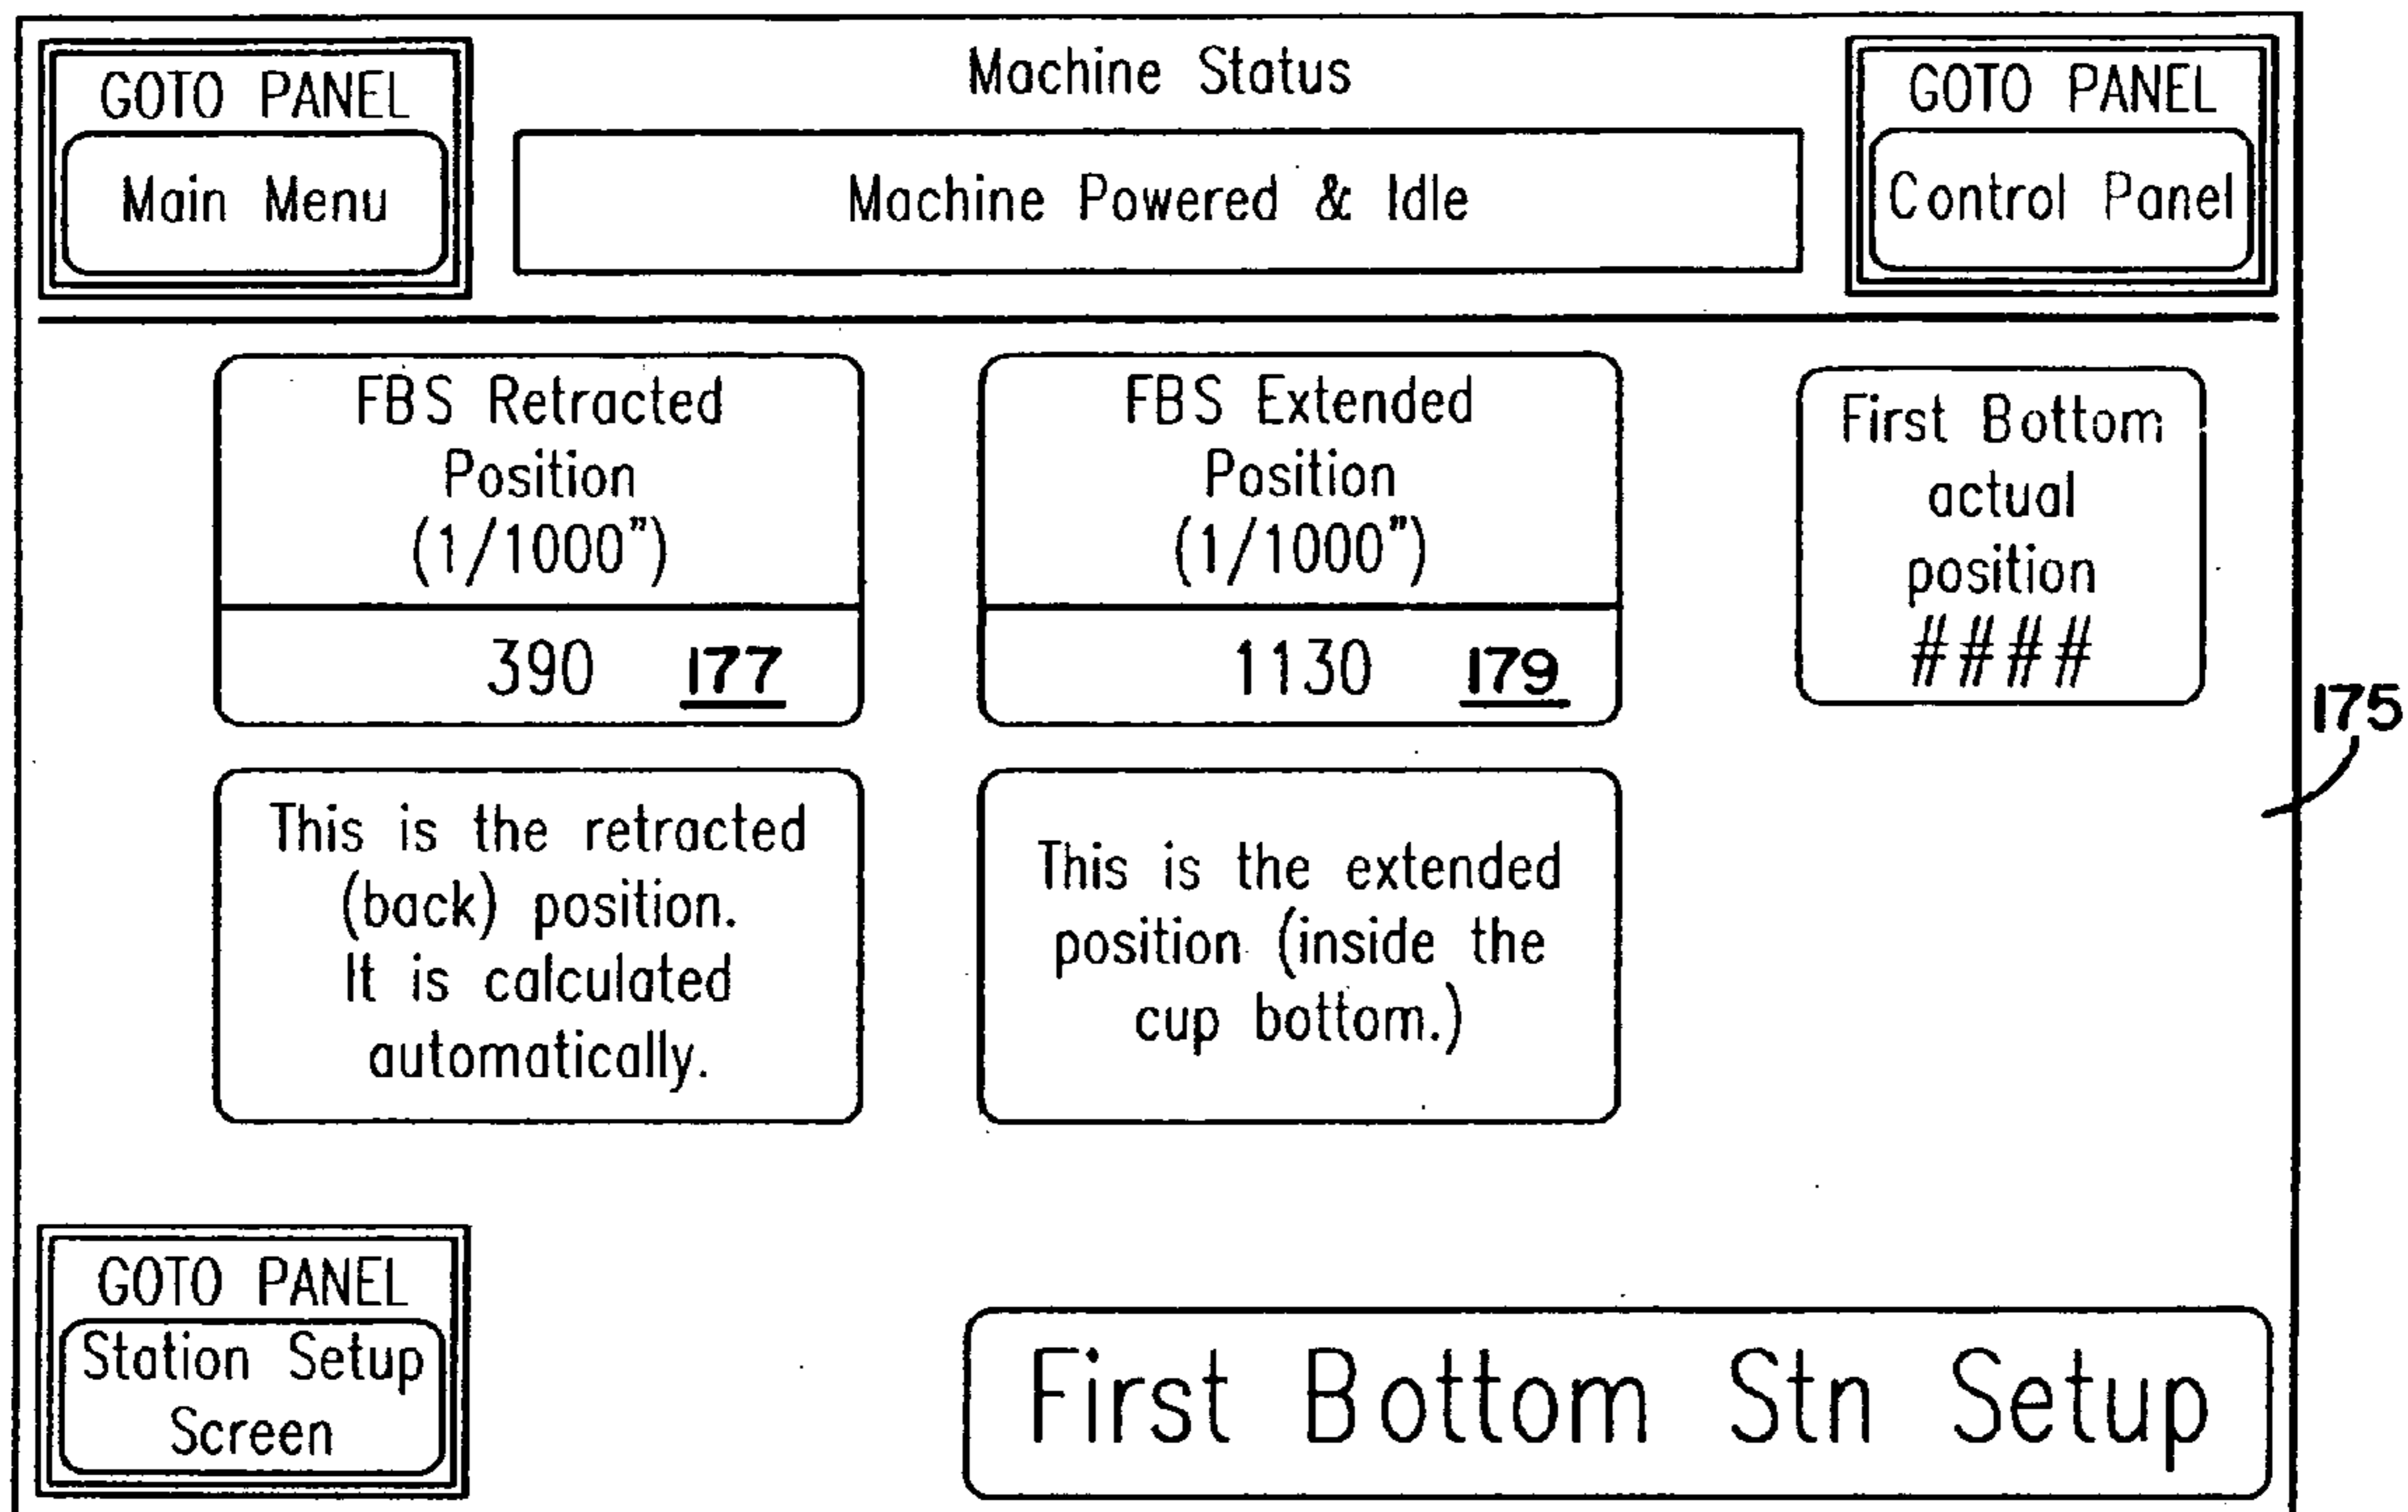 GOTO PANEL
Main Menu
Machine Status
Machine Powered & Idle
GOTO PANEL
Control Panel
FBS Retracted
Position
(1/1000")
390 177
FBS Extended
Position
(1/1000")
1130 179
First Bottom
actual
position
####
175
This is the retracted
(back) position.
It is calculated
automatically.
This is the extended
position (inside the
cup bottom.)
GOTO PANEL
Station Setup
Screen
First Bottom Stn Setup